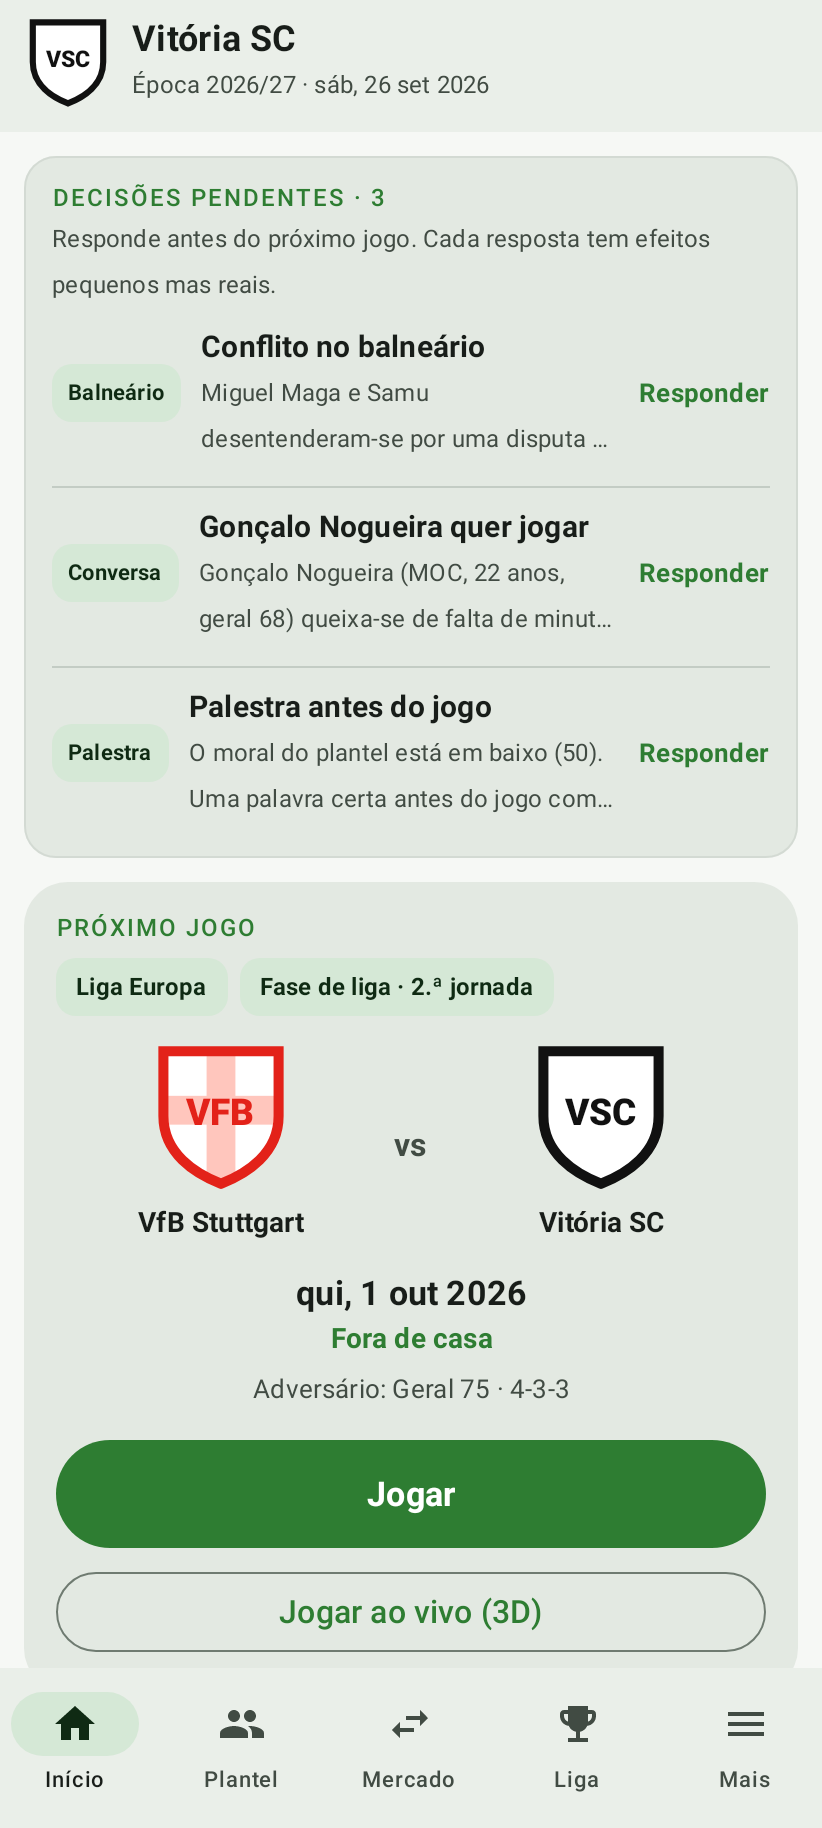 VSC
Vitória SC
Época 2026/27 · sáb, 26 set 2026
DECISÕES PENDENTES · 3
Responde antes do próximo jogo. Cada resposta tem efeitos
pequenos mas reais.
Balneário
Conflito no balneário
Miguel Maga e Samu
desentenderam-se por uma disputa ...
Responder
Conversa
Gonçalo Nogueira quer jogar
Gonçalo Nogueira (MOC, 22 anos,
geral 68) queixa-se de falta de minut...
Responder
Palestra
Palestra antes do jogo
O moral do plantel está em baixo (50).
Uma palavra certa antes do jogo com...
Responder
PRÓXIMO JOGO
Liga Europa
Fase de liga · 2.ª jornada
VFB
vs
VSC
VfB Stuttgart
Vitória SC
qui, 1 out 2026
Fora de casa
Adversário: Geral 75 · 4-3-3
Jogar
Jogar ao vivo (3D)
Início
Plantel
Mercado
Liga
Mais